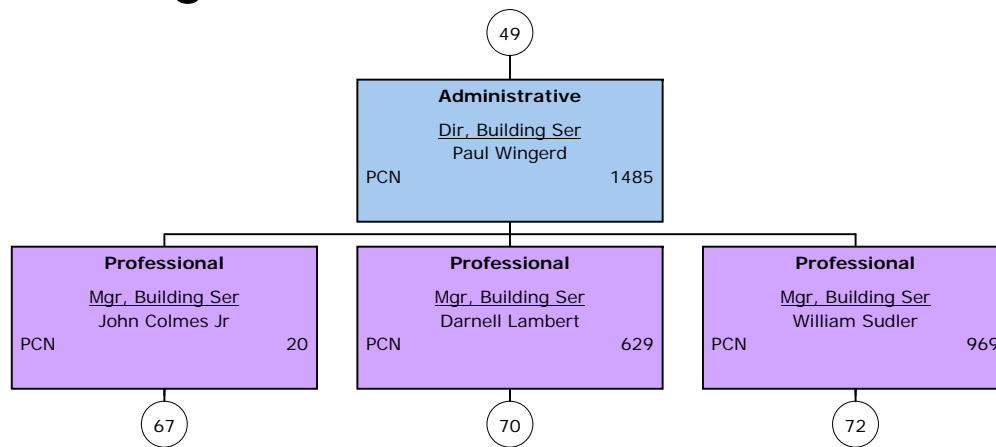 49
Administrative
Dir, Building Ser
Paul Wingerd
PCN 1485
Professional
Mgr, Building Ser
John Colmes Jr
PCN 20
67
Professional
Mgr, Building Ser
Darnell Lambert
PCN 629
70
Professional
Mgr, Building Ser
William Sudler
PCN 969
72